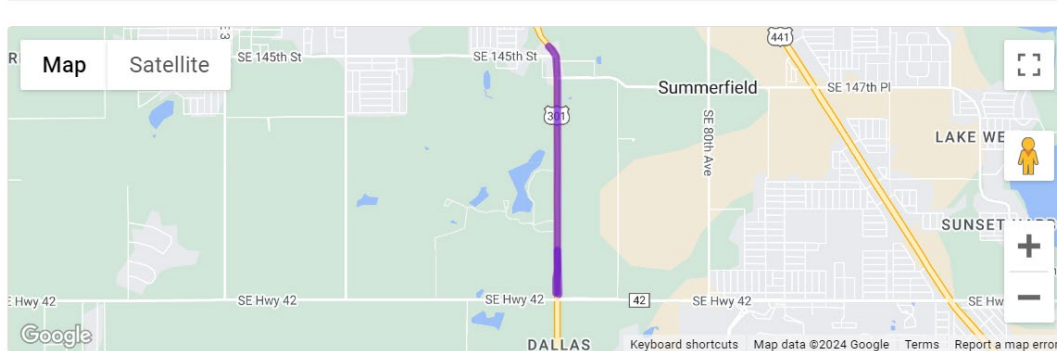 441
SE 145th St
SE 145th St
Map
Satellite
Summerfield
SE 147th Pl
301
SE 80th Ave
LAKE WE
SUNSET HARB
E Hwy 42
SE Hwy 42
SE Hwy 42
42
SE Hwy 42
SE Hw
Google
DALLAS
Keyboard shortcuts
Map data ©2024 Google
Terms
Report a map error